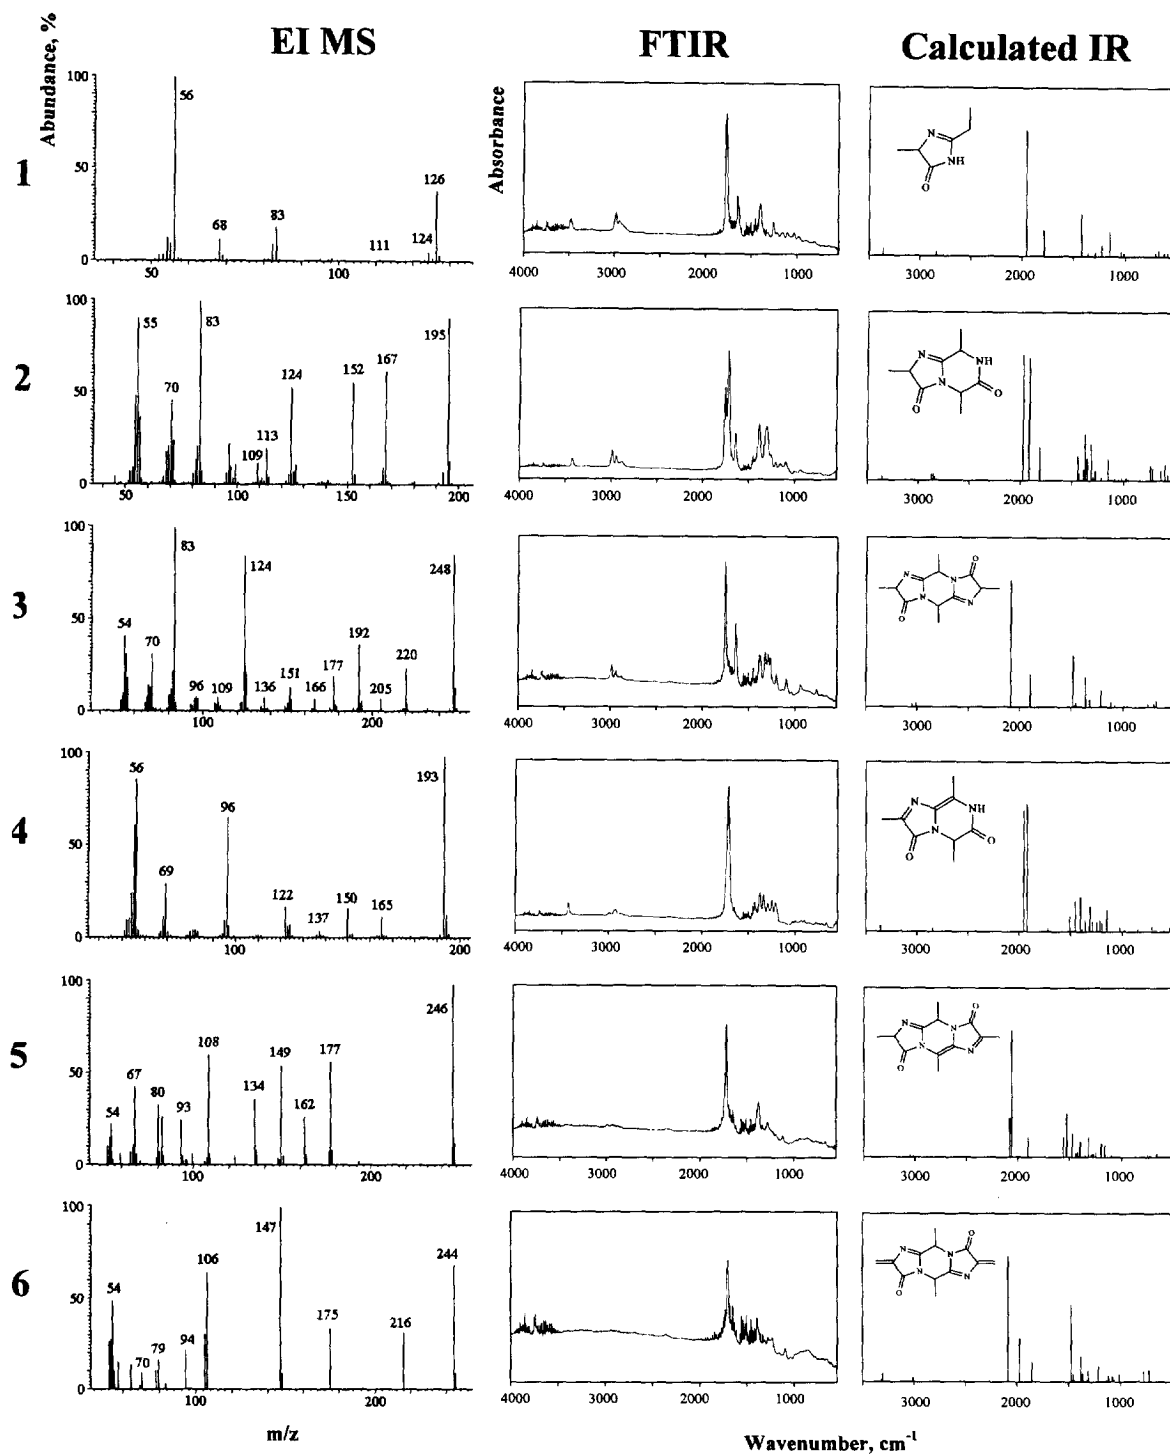 EI MS FTIR Calculated IR
Abundance, %
Absorbance
1
100
50
0
56
68
83
111
124
126
50 100
4000 3000 2000 1000
3000 2000 1000
N
NH
O
2
100
50
0
55
70
83
109
113
124
152
167
195
50 100 150 200
4000 3000 2000 1000
3000 2000 1000
N
NH
N
O
O
3
100
50
0
54
70
83
96
109
124
136
151
166
177
192
205
220
248
100 200
4000 3000 2000 1000
3000 2000 1000
O
N
N
N
N
O
4
100
50
0
56
69
96
122
137
150
165
193
100 200
4000 3000 2000 1000
3000 2000 1000
N
NH
N
O
O
5
100
50
0
54
67
80
93
108
134
149
162
177
246
100 200
4000 3000 2000 1000
3000 2000 1000
O
N
N
N
N
O
6
100
50
0
54
70
79
94
106
147
175
216
244
100 200
4000 3000 2000 1000
3000 2000 1000
O
N
N
N
N
O
m/z
Wavenumber, cm-1